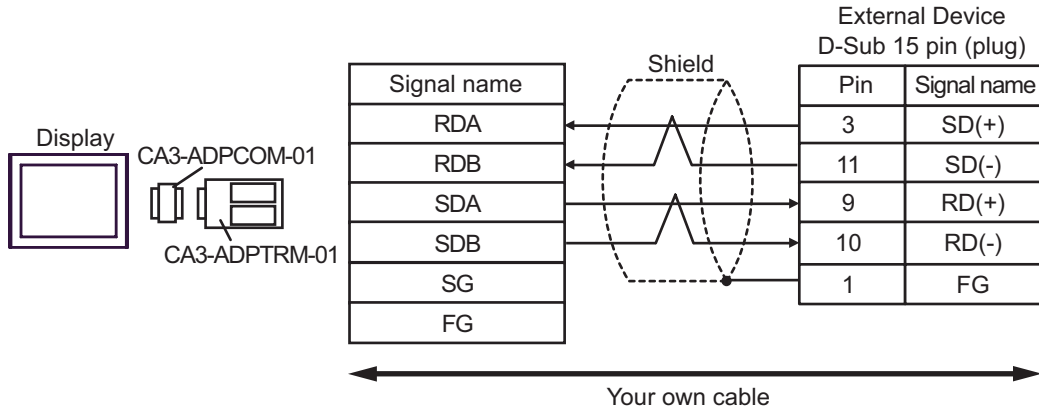 External Device
D-Sub 15 pin (plug)
Shield
Signal name
Pin Signal name
RDA
3 SD(+)
Display
CA3-ADPCOM-01
RDB
11 SD(-)
SDA
9 RD(+)
CA3-ADPTRM-01
SDB
10 RD(-)
SG
1 FG
FG
Your own cable